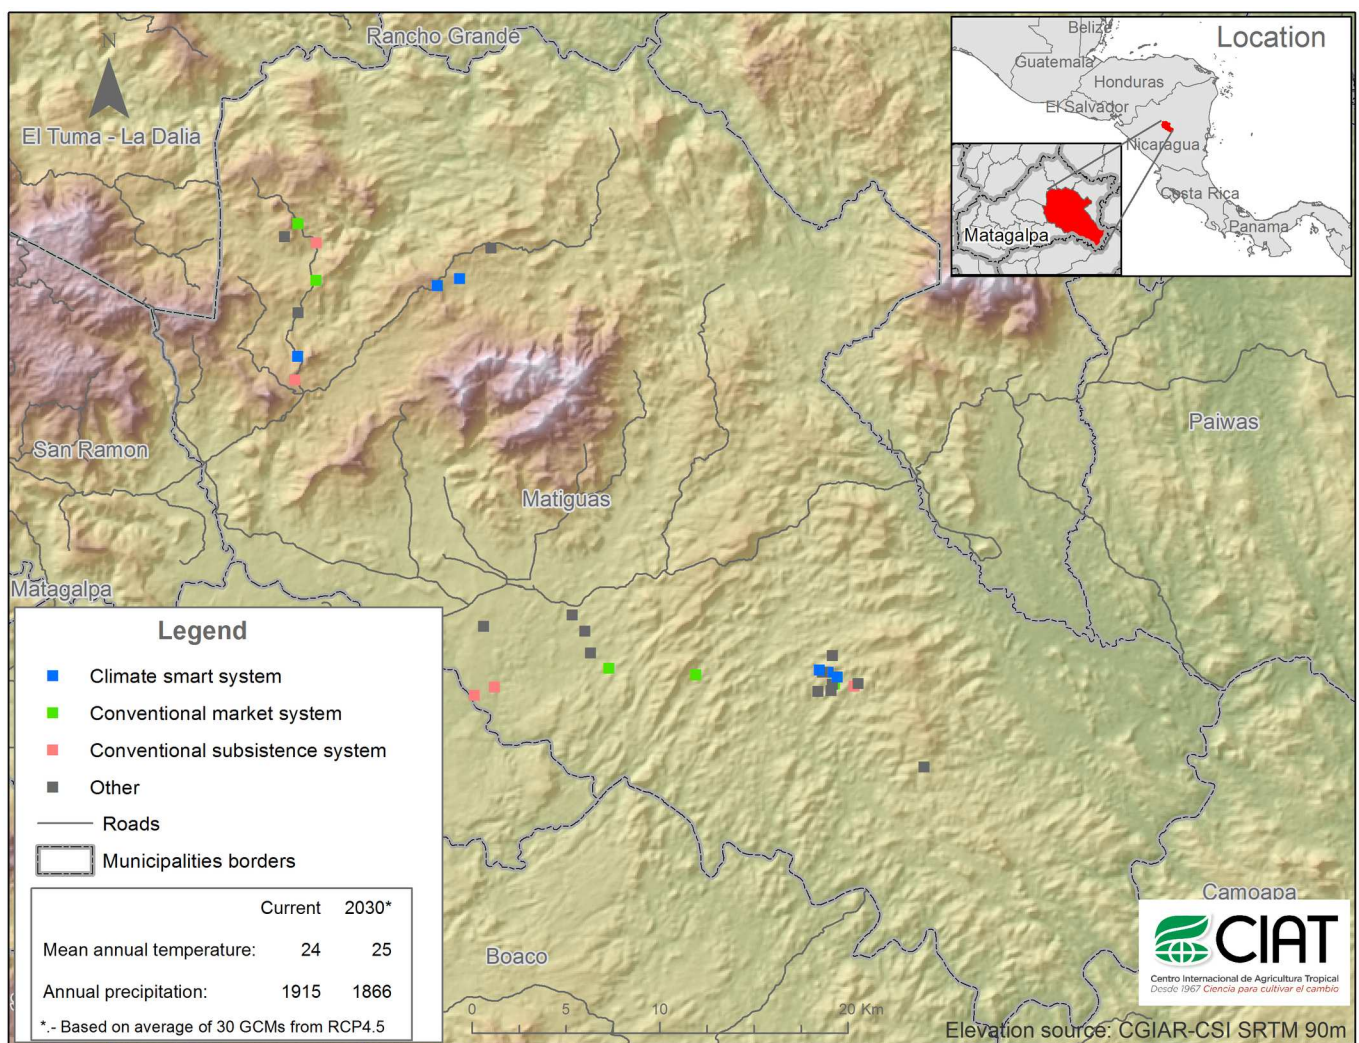 N
Rancho Grande
El Tuma - La Dalia
San Ramon
Matagalpa
Matiguas
Paiwas
Boaco
Camoapa
Location
Belize
Guatemala
Honduras
El Salvador
Nicaragua
Costa Rica
Panama
Matagalpa
Legend
Climate smart system
Conventional market system
Conventional subsistence system
Other
Roads
Municipalities borders
Current 2030*
Mean annual temperature: 24 25
Annual precipitation: 1915 1866
*.- Based on average of 30 GCMs from RCP4.5
0 5 10 20 Km
CIAT
Centro Internacional de Agricultura Tropical
Desde 1967 Ciencia para cultivar el cambio
Elevation source: CGIAR-CSI SRTM 90m